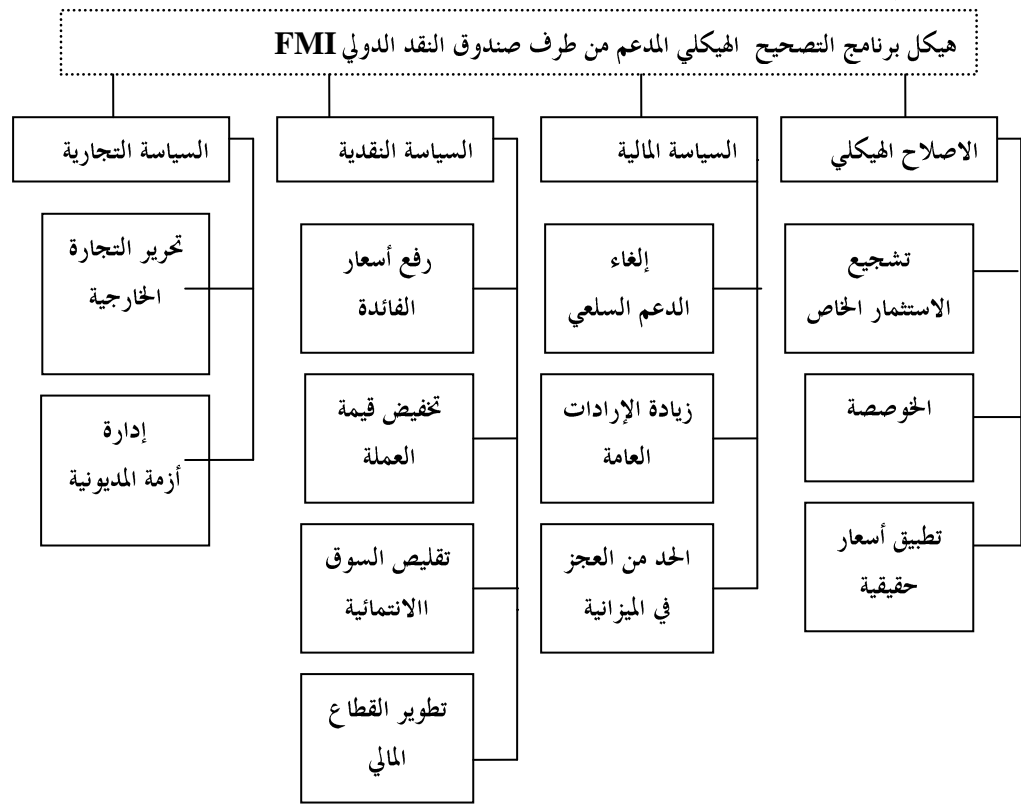 هيكل برنامج التصحيح الهيكلي المدعم من طرف صندوق النقد الدولي FMI
الاصلاح الهيكلي
تشجيع
الاستثمار الخاص
الخوصصة
تطبيق أسعار
حقيقية
السياسة المالية
إلغاء
الدعم السلعي
زيادة الإرادات
العامة
الحد من العجز
في الميزانية
السياسة النقدية
رفع أسعار
الفائدة
تخفيض قيمة
العملة
تقليص السوق
االانتمائية
تطوير القطاع
المالي
السياسة التجارية
تحرير التجارة
الخارجية
إدارة
أزمة المديونية